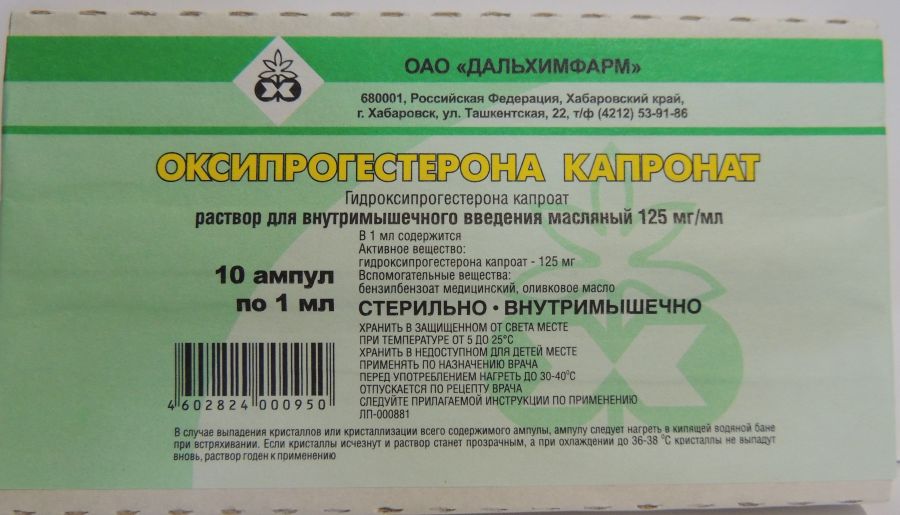 ОАО «ДАЛЬХИМФАРМ»
680001, Российская Федерация, Хабаровский край,
г. Хабаровск, ул. Ташкентская, 22, т/ф (4212) 53-91-86
ОКСИПРОГЕСТЕРОНА КАПРОНАТ
Гидроксипрогестерона капроат
раствор для внутримышечного введения масляный 125 мг/мл
В 1 мл содержится
Активное вещество:
гидроксипрогестерона капроат - 125 мг
Вспомогательные вещества:
бензилбензоат медицинский, оливковое масло
10 ампул
по 1 мл
СТЕРИЛЬНО • ВНУТРИМЫШЕЧНО
ХРАНИТЬ В ЗАЩИЩЕННОМ ОТ СВЕТА МЕСТЕ
ПРИ ТЕМПЕРАТУРЕ ОТ 5 ДО 25°С
ХРАНИТЬ В НЕДОСТУПНОМ ДЛЯ ДЕТЕЙ МЕСТЕ
ПРИМЕНЯТЬ ПО НАЗНАЧЕНИЮ ВРАЧА
ПЕРЕД УПОТРЕБЛЕНИЕМ НАГРЕТЬ ДО 30-40°С
ОТПУСКАЕТСЯ ПО РЕЦЕПТУ ВРАЧА
СЛЕДУЙТЕ ПРИЛАГАЕМОЙ ИНСТРУКЦИИ ПО ПРИМЕНЕНИЮ
ЛП-000881
4 602824 000950
В случае выпадения кристаллов или кристаллизации всего содержимого ампулы, ампулу следует нагреть в кипящей водяной бане
при встряхивании. Если кристаллы исчезнут и раствор станет прозрачным, а при охлаждении до 36-38 °С кристаллы не выпадут
вновь, раствор годен к применению